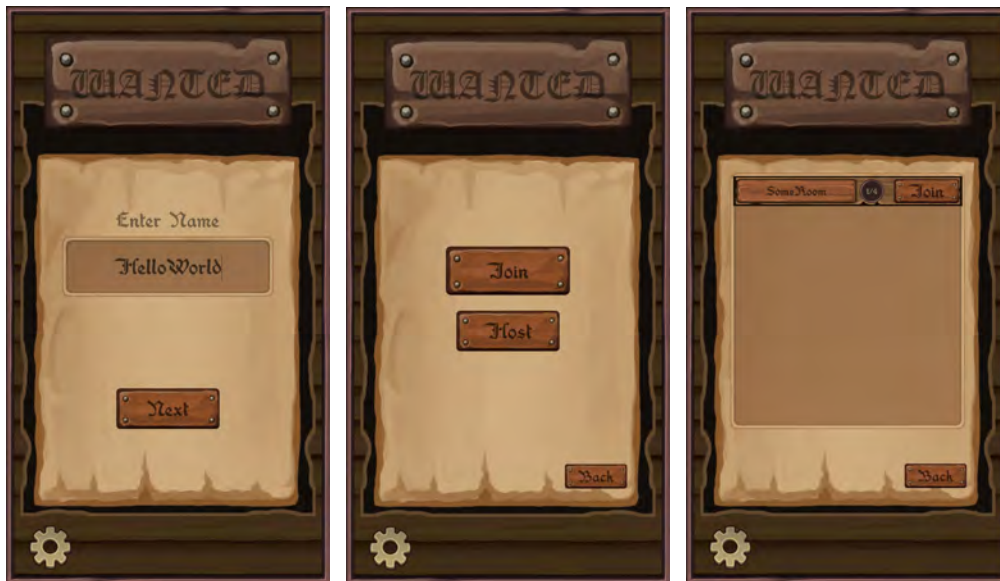 WANTED
Enter Name
HelloWorld
Next
WANTED
Join
Host
Back
WANTED
SomeRoom 1/4 Join
Back